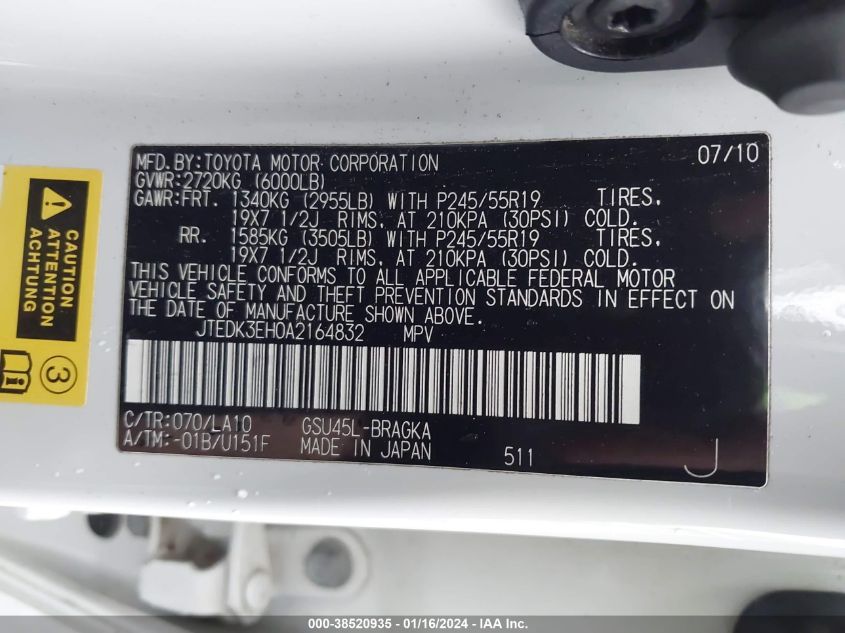 MFD. BY: TOYOTA MOTOR CORPORATION 07/10
GVWR: 2720KG (6000LB)
GAWR: FRT. 1340KG (2955LB) WITH P245/55R19 TIRES,
19X7 1/2J RIMS, AT 210KPA (30PSI) COLD.
RR. 1585KG (3505LB) WITH P245/55R19 TIRES,
19X7 1/2J RIMS, AT 210KPA (30PSI) COLD.
THIS VEHICLE CONFORMS TO ALL APPLICABLE FEDERAL MOTOR
VEHICLE SAFETY AND THEFT PREVENTION STANDARDS IN EFFECT ON
THE DATE OF MANUFACTURE SHOWN ABOVE.
JTEDK3EH0A2164832 MPV
C/TR: 070/LA10 GSU45L-BRAGKA
A/TM: -01B/U151F MADE IN JAPAN 511 J
CAUTION
ATTENTION
ACHTUNG
3
000-38520935 - 01/16/2024 - IAA Inc.